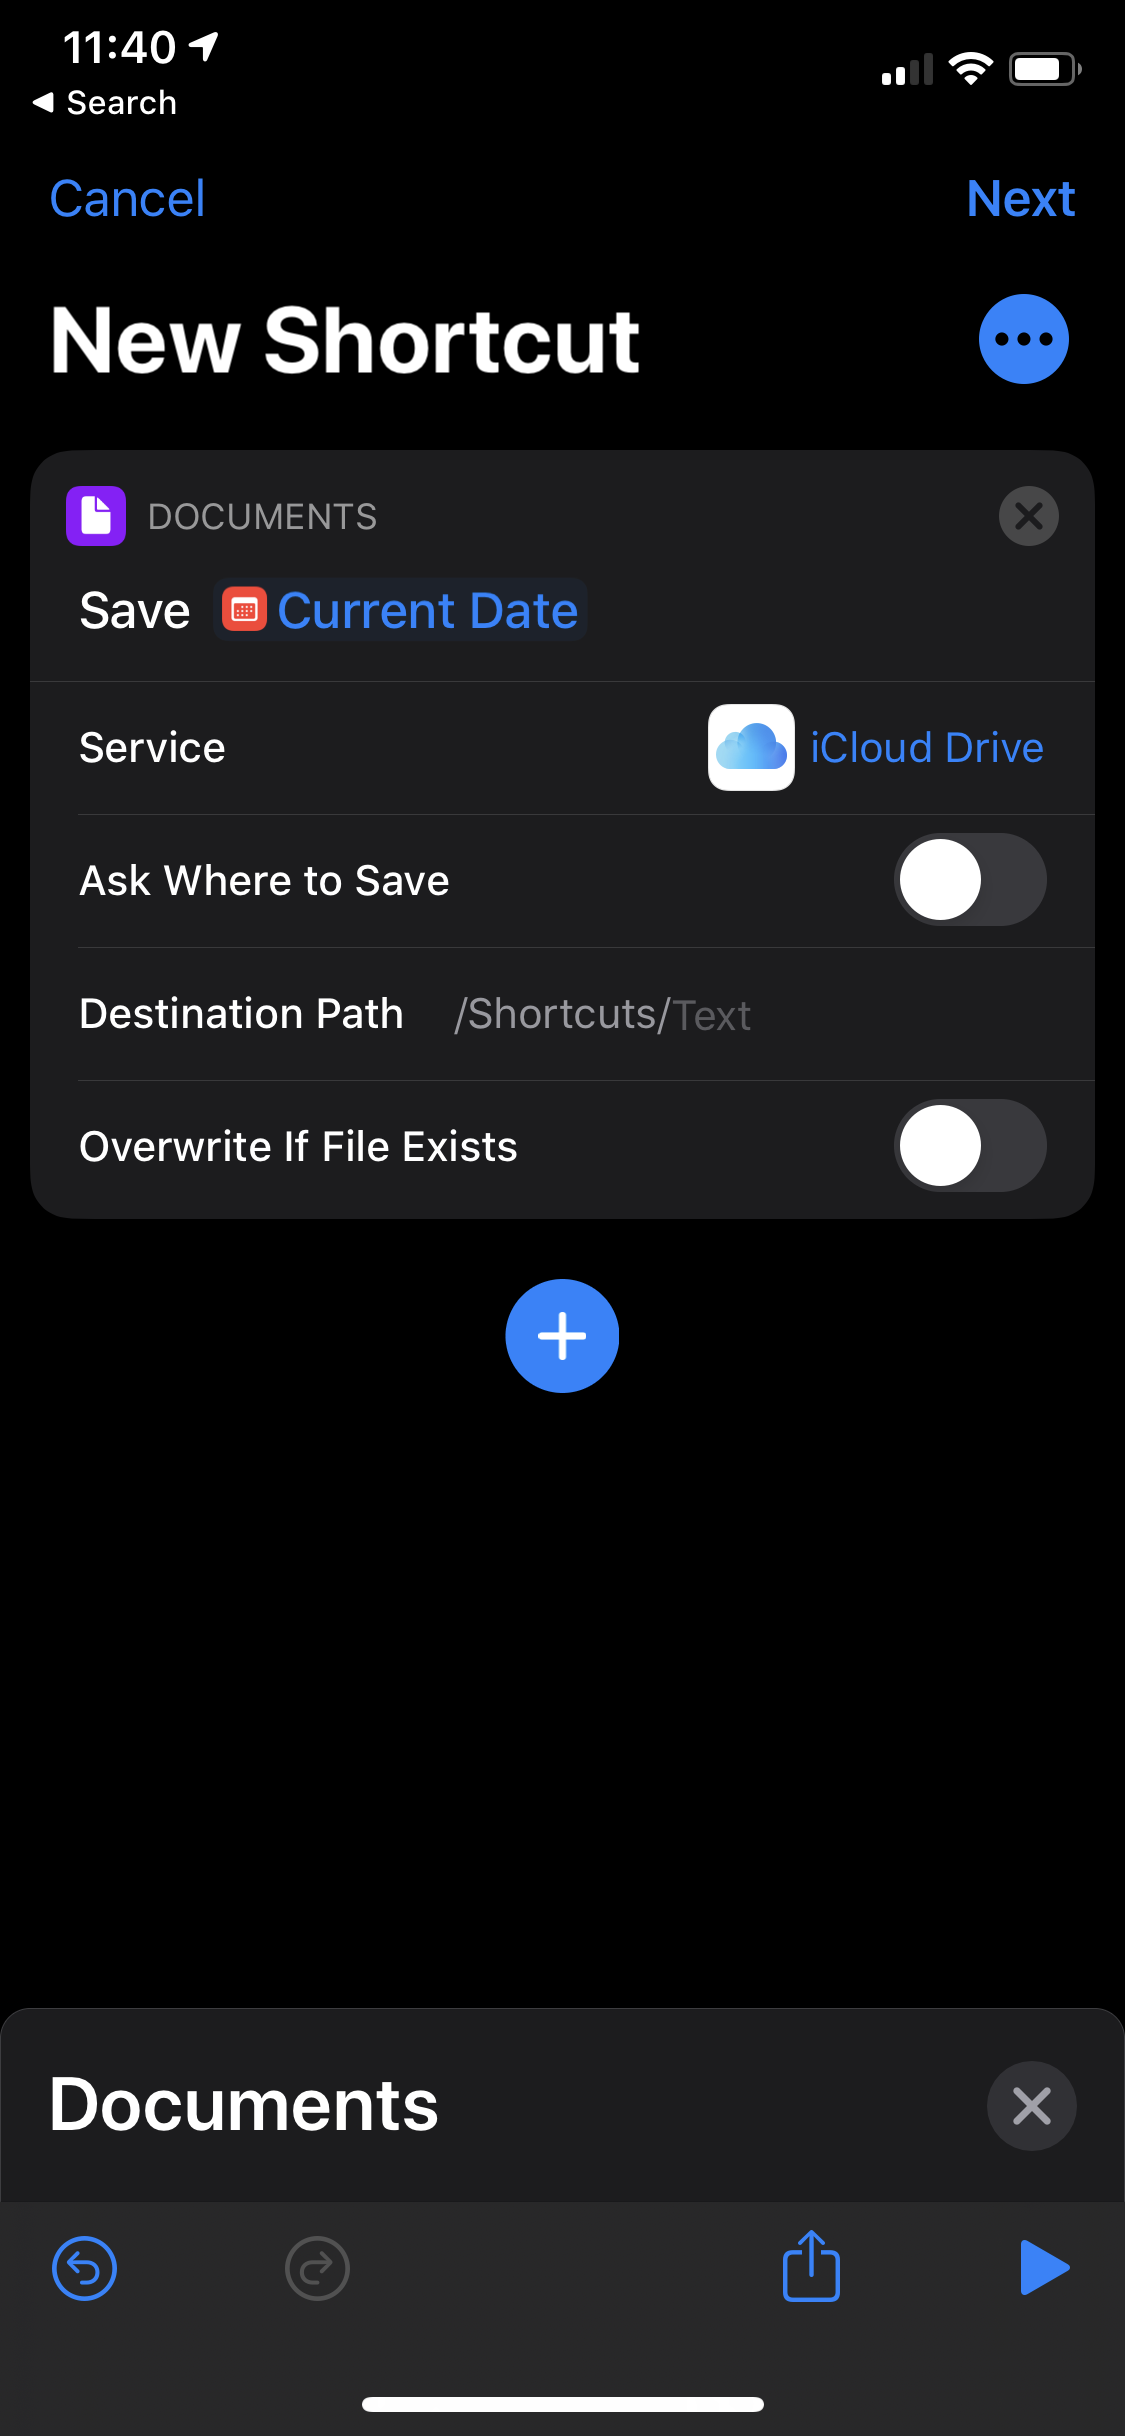 11:40
Search
Cancel
Next
New Shortcut
DOCUMENTS
Save Current Date
Service
iCloud Drive
Ask Where to Save
Destination Path /Shortcuts/Text
Overwrite If File Exists
Documents